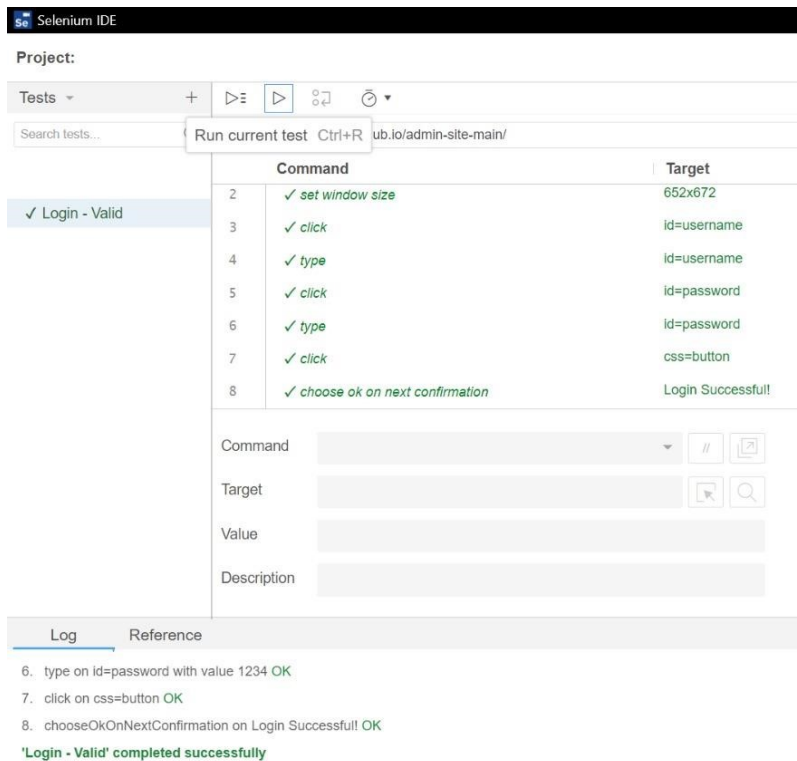 Se Selenium IDE
Project:
Tests +
Search tests...
Run current test Ctrl+R ub.io/admin-site-main/
Command Target
2 ✓ set window size 652x672
✓ Login - Valid
3 ✓ click id=username
4 ✓ type id=username
5 ✓ click id=password
6 ✓ type id=password
7 ✓ click css=button
8 ✓ choose ok on next confirmation Login Successful!
Command //
Target
Value
Description
Log Reference
6. type on id=password with value 1234 OK
7. click on css=button OK
8. chooseOkOnNextConfirmation on Login Successful! OK
'Login - Valid' completed successfully